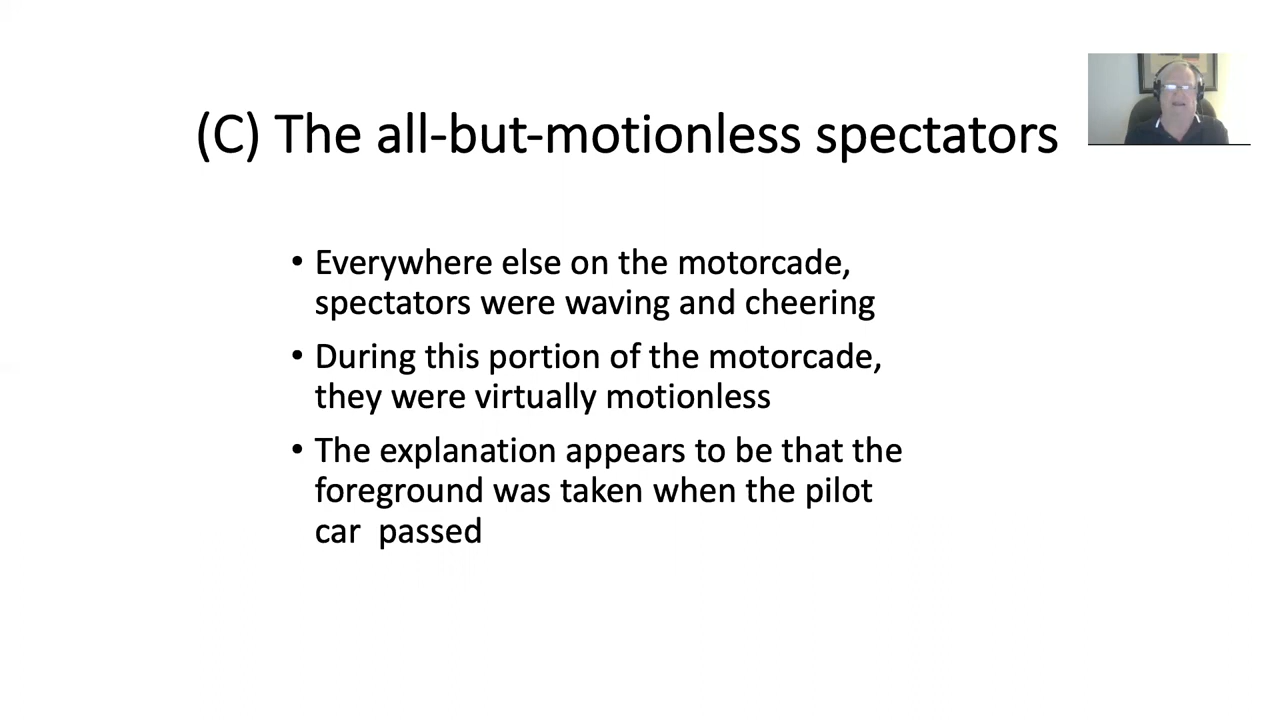 (C) The all-but-motionless spectators
• Everywhere else on the motorcade,
spectators were waving and cheering
• During this portion of the motorcade,
they were virtually motionless
• The explanation appears to be that the
foreground was taken when the pilot
car  passed